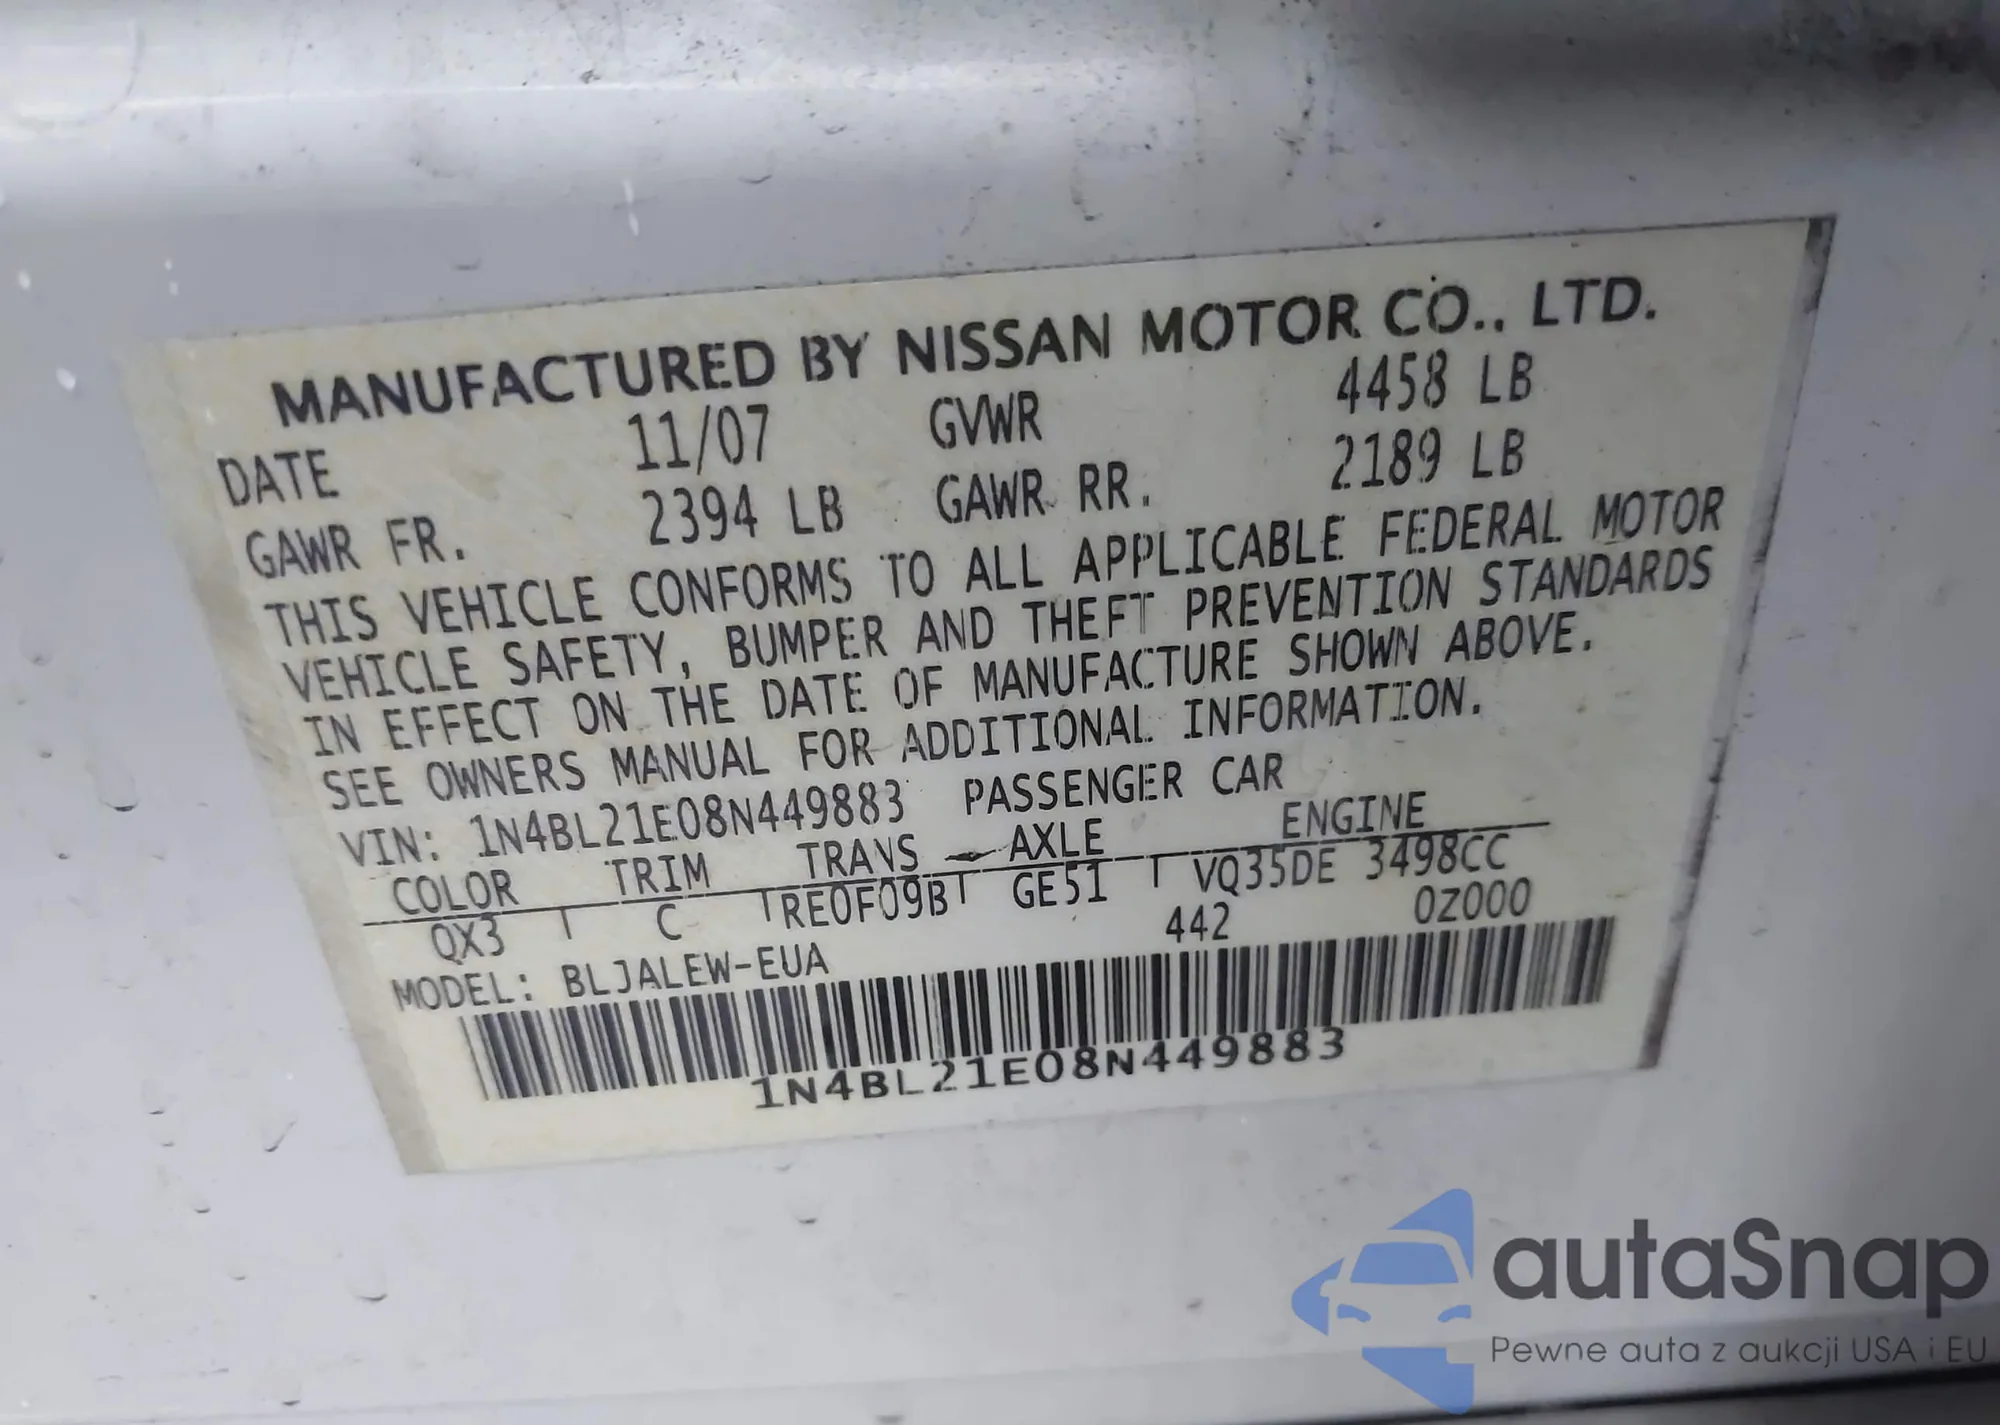 MANUFACTURED BY NISSAN MOTOR CO., LTD.
DATE 11/07 GVWR 4458 LB
GAWR FR. 2394 LB GAWR RR. 2189 LB
THIS VEHICLE CONFORMS TO ALL APPLICABLE FEDERAL MOTOR
VEHICLE SAFETY, BUMPER AND THEFT PREVENTION STANDARDS
IN EFFECT ON THE DATE OF MANUFACTURE SHOWN ABOVE.
SEE OWNERS MANUAL FOR ADDITIONAL INFORMATION.
VIN: 1N4BL21E08N449883 PASSENGER CAR
COLOR TRIM TRANS AXLE ENGINE
QX3 C RE0F09B GE51 VQ35DE 3498CC
MODEL: BLJALEW-EUA 442 0Z000
1N4BL21E08N449883
autaSnap
Pewne auta z aukcji USA i EU